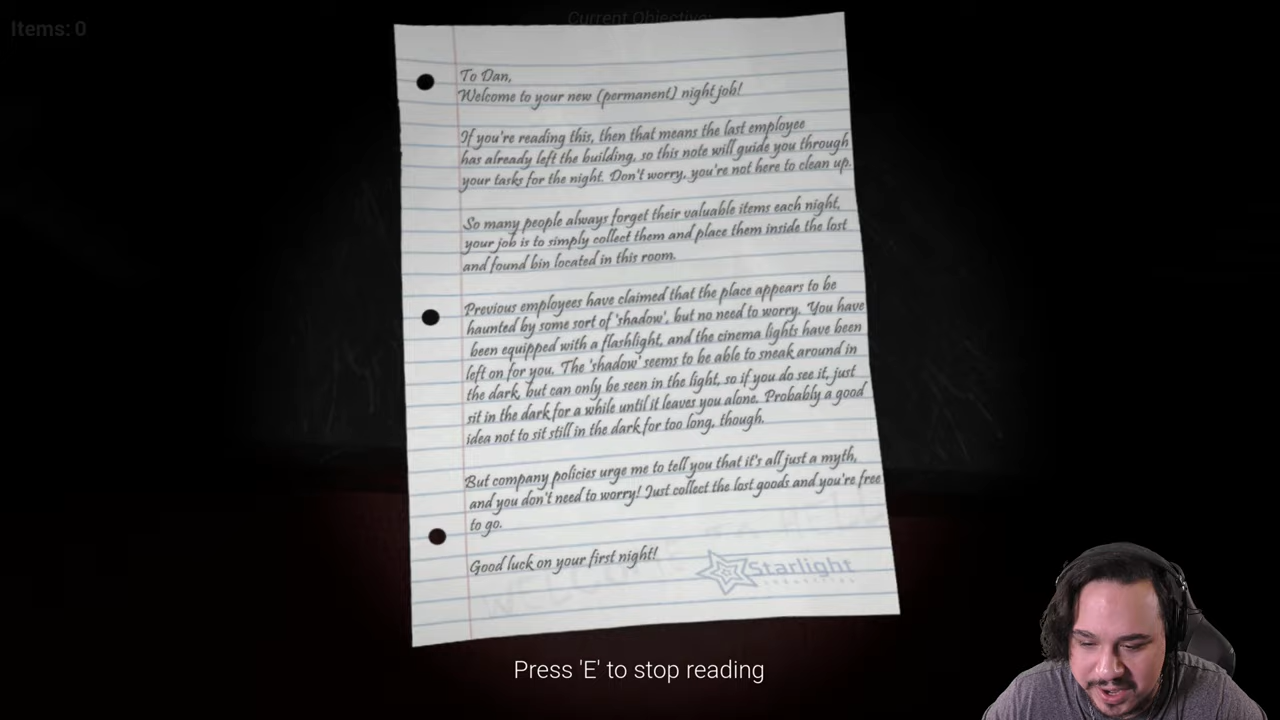 Items: 0
Current Objective:
To Dan,
Welcome to your new (permanent) night job!
If you're reading this, then that means the last employee
has already left the building, so this note will guide you through
your tasks for the night. Don't worry, you're not here to clean up.
So many people always forget their valuable items each night,
your job is to simply collect them and place them inside the lost
and found bin located in this room.
Previous employees have claimed that the place appears to be
haunted by some sort of 'shadow', but no need to worry. You have
been equipped with a flashlight, and the cinema lights have been
left on for you. The 'shadow' seems to be able to sneak around in
the dark, but can only be seen in the light, so if you do see it, just
sit in the dark for a while until it leaves you alone. Probably a good
idea not to sit still in the dark for too long, though.
But company policies urge me to tell you that it's all just a myth,
and you don't need to worry! Just collect the lost goods and you're free
to go.
Good luck on your first night!
WELCOME TO HELL
Starlight
Industries
Press 'E' to stop reading